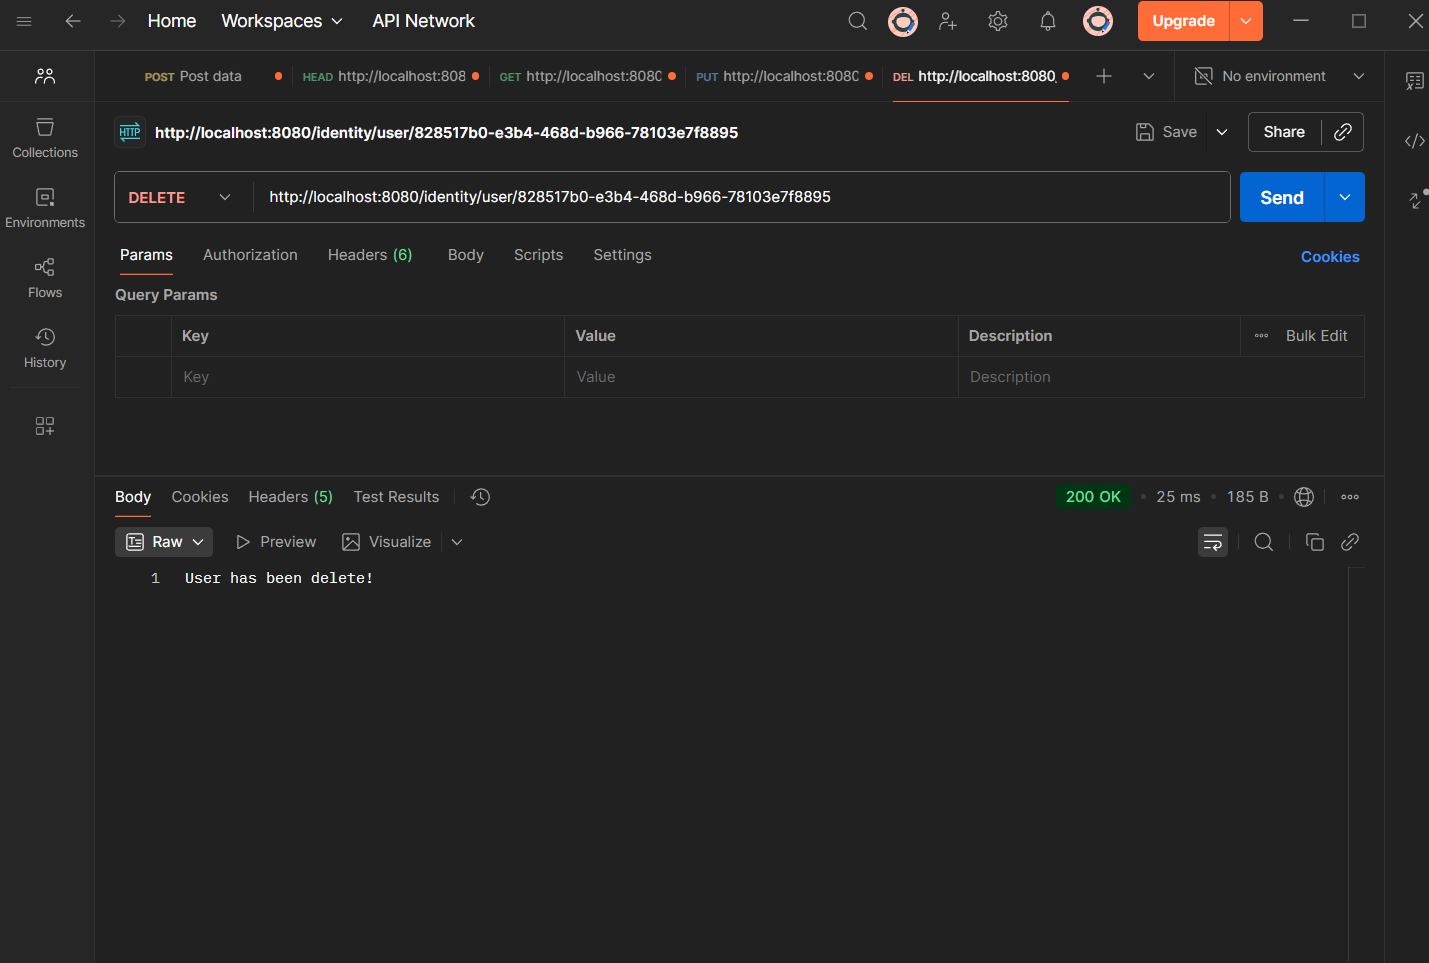 Home Workspaces API Network Upgrade
POST Post data HEAD http://localhost:808 GET http://localhost:8080 PUT http://localhost:8080 DEL http://localhost:8080 No environment
HTTP http://localhost:8080/identity/user/828517b0-e3b4-468d-b966-78103e7f8895 Save Share
Collections
DELETE http://localhost:8080/identity/user/828517b0-e3b4-468d-b966-78103e7f8895 Send
Environments
Params Authorization Headers (6) Body Scripts Settings Cookies
Flows
Query Params
Key Value Description Bulk Edit
History
Key Value Description
Body Cookies Headers (5) Test Results 200 OK • 25 ms • 185 B •
Raw Preview Visualize
1 User has been delete!